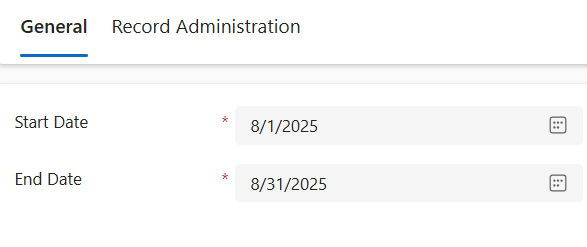 General Record Administration
Start Date * 8/1/2025
End Date * 8/31/2025